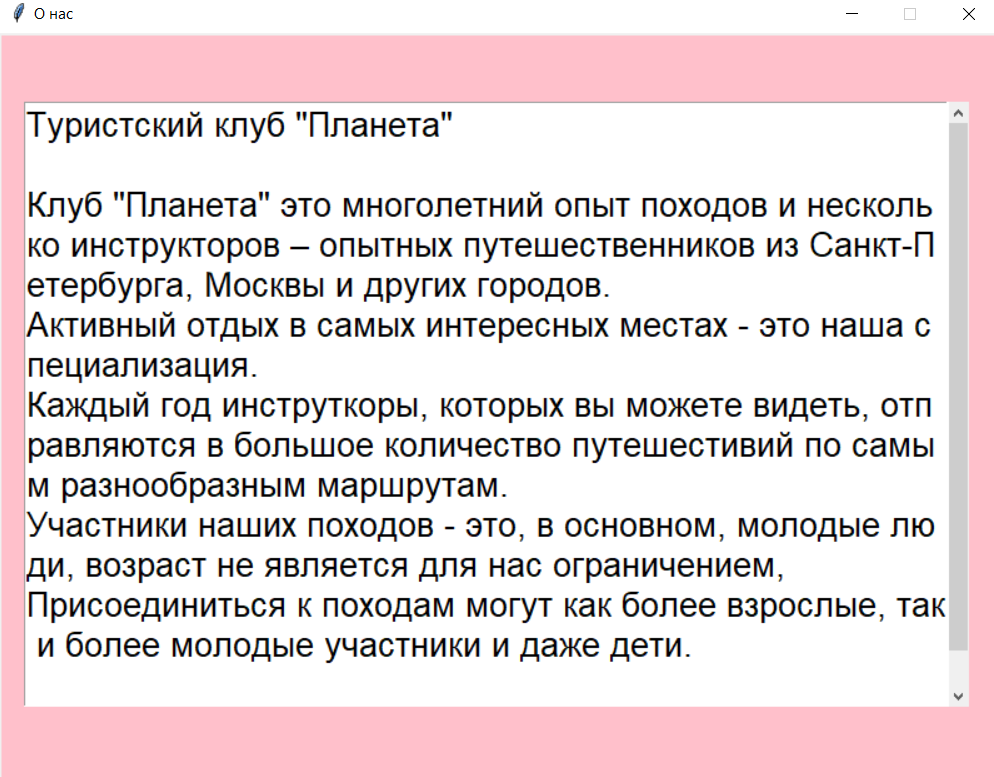 О нас
Туристский клуб "Планета"
Клуб "Планета" это многолетний опыт походов и несколь
ко инструкторов – опытных путешественников из Санкт-П
етербурга, Москвы и других городов.
Активный отдых в самых интересных местах - это наша с
пециализация.
Каждый год инструткоры, которых вы можете видеть, отп
равляются в большое количество путешестивий по самы
м разнообразным маршрутам.
Участники наших походов - это, в основном, молодые лю
ди, возраст не является для нас ограничением,
Присоединиться к походам могут как более взрослые, так
и более молодые участники и даже дети.